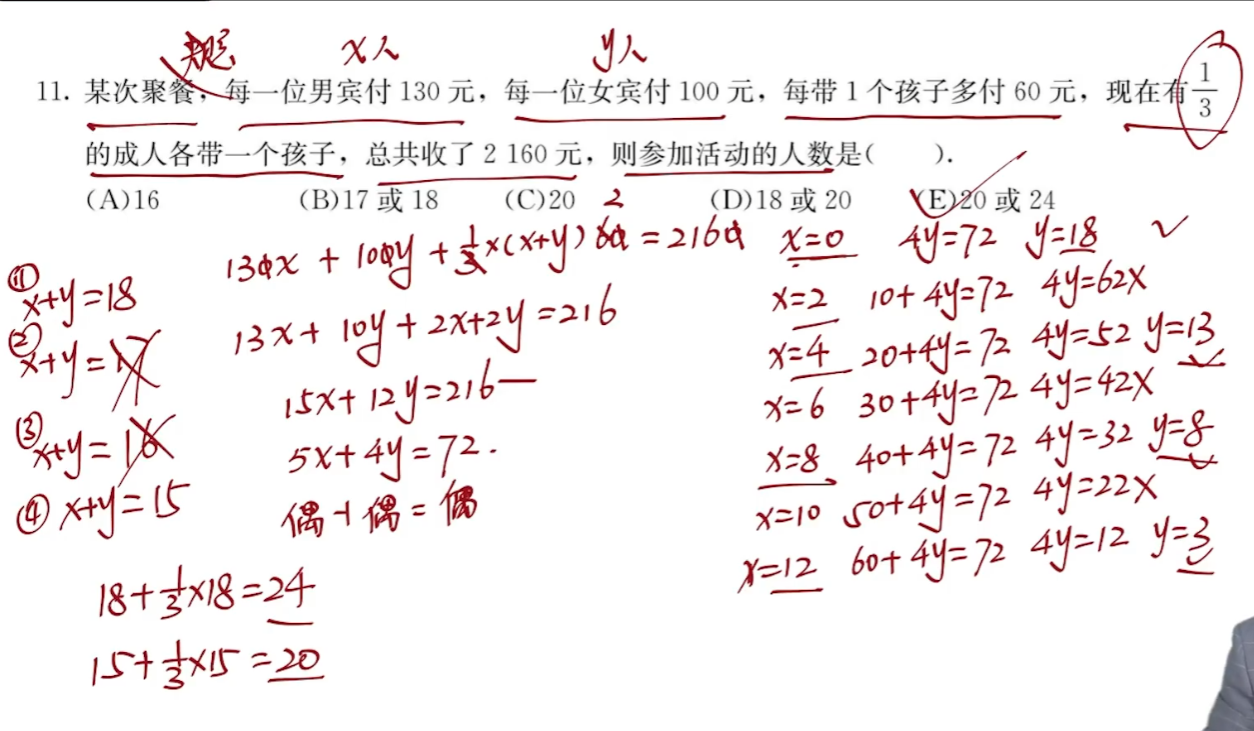 x人 y人
11. 某次聚餐，每一位男宾付 130 元，每一位女宾付 100 元，每带 1 个孩子多付 60 元，现在有 1/3
的成人各带一个孩子，总共收了 2 160 元，则参加活动的人数是(  ).
(A)16 (B)17 或 18 (C)20 (D)18 或 20 (E)20 或 24
130x + 100y + 1/3×(x+y) 60 = 2160
2
13x + 10y + 2x+2y = 216
15x + 12y = 216
5x + 4y = 72.
偶 + 偶 = 偶
① x+y=18
② x+y=17
③ x+y=16
④ x+y=15
18+1/3×18=24
15+1/3×15=20
x=0 4y=72 y=18 ✓
x=2 10+4y=72 4y=62×
x=4 20+4y=72 4y=52 y=13
x=6 30+4y=72 4y=42×
x=8 40+4y=72 4y=32 y=8
x=10 50+4y=72 4y=22×
x=12 60+4y=72 4y=12 y=3